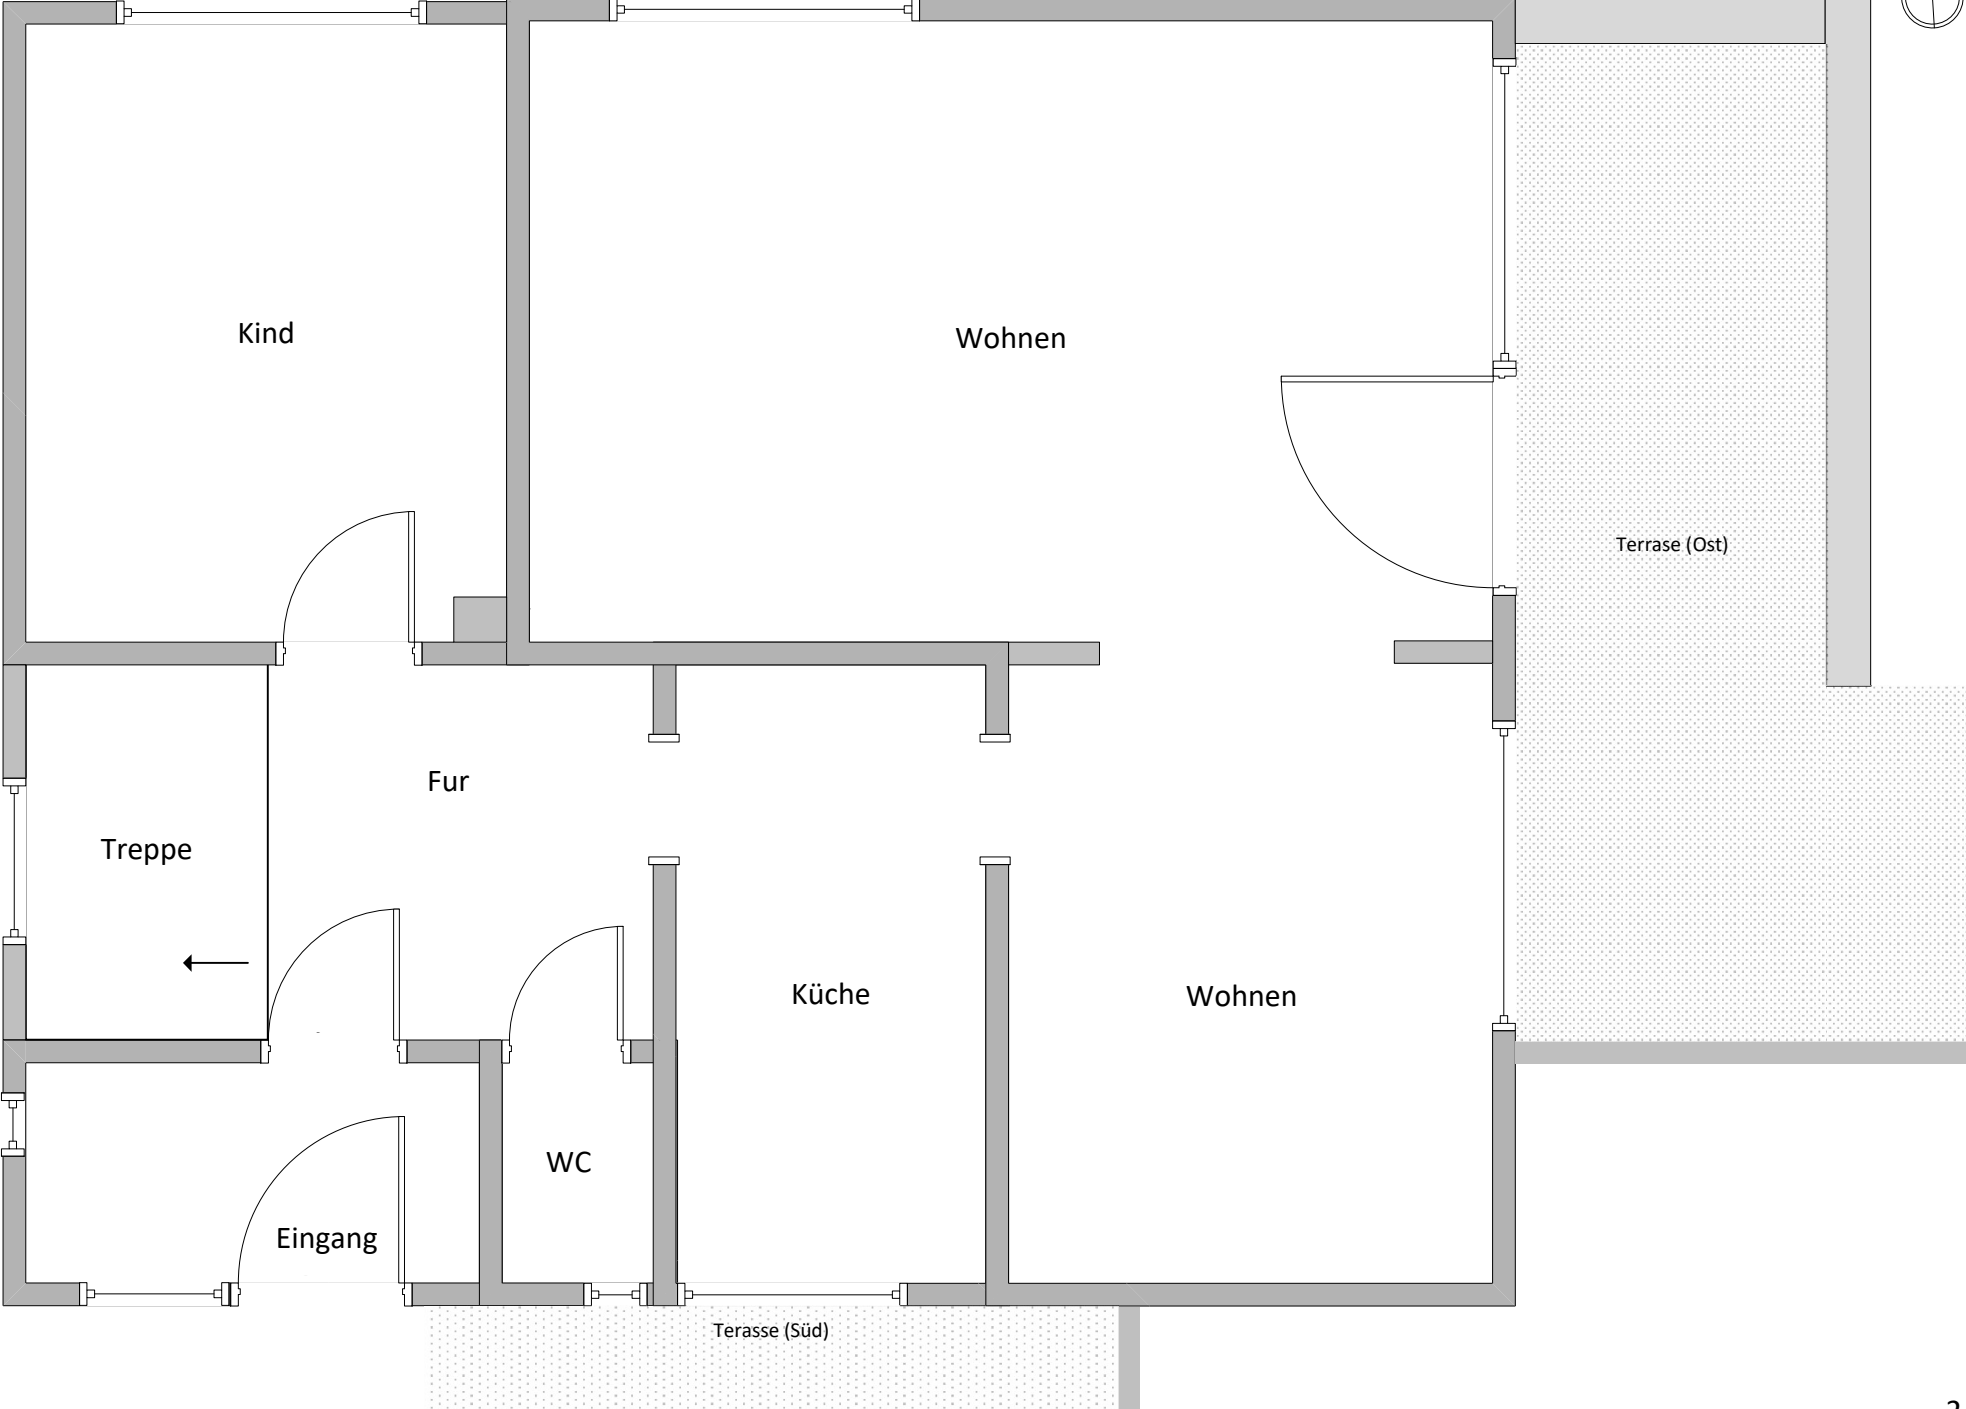 Kind
Wohnen
Terrase (Ost)
Fur
Treppe
Küche
Wohnen
WC
Eingang
Terasse (Süd)